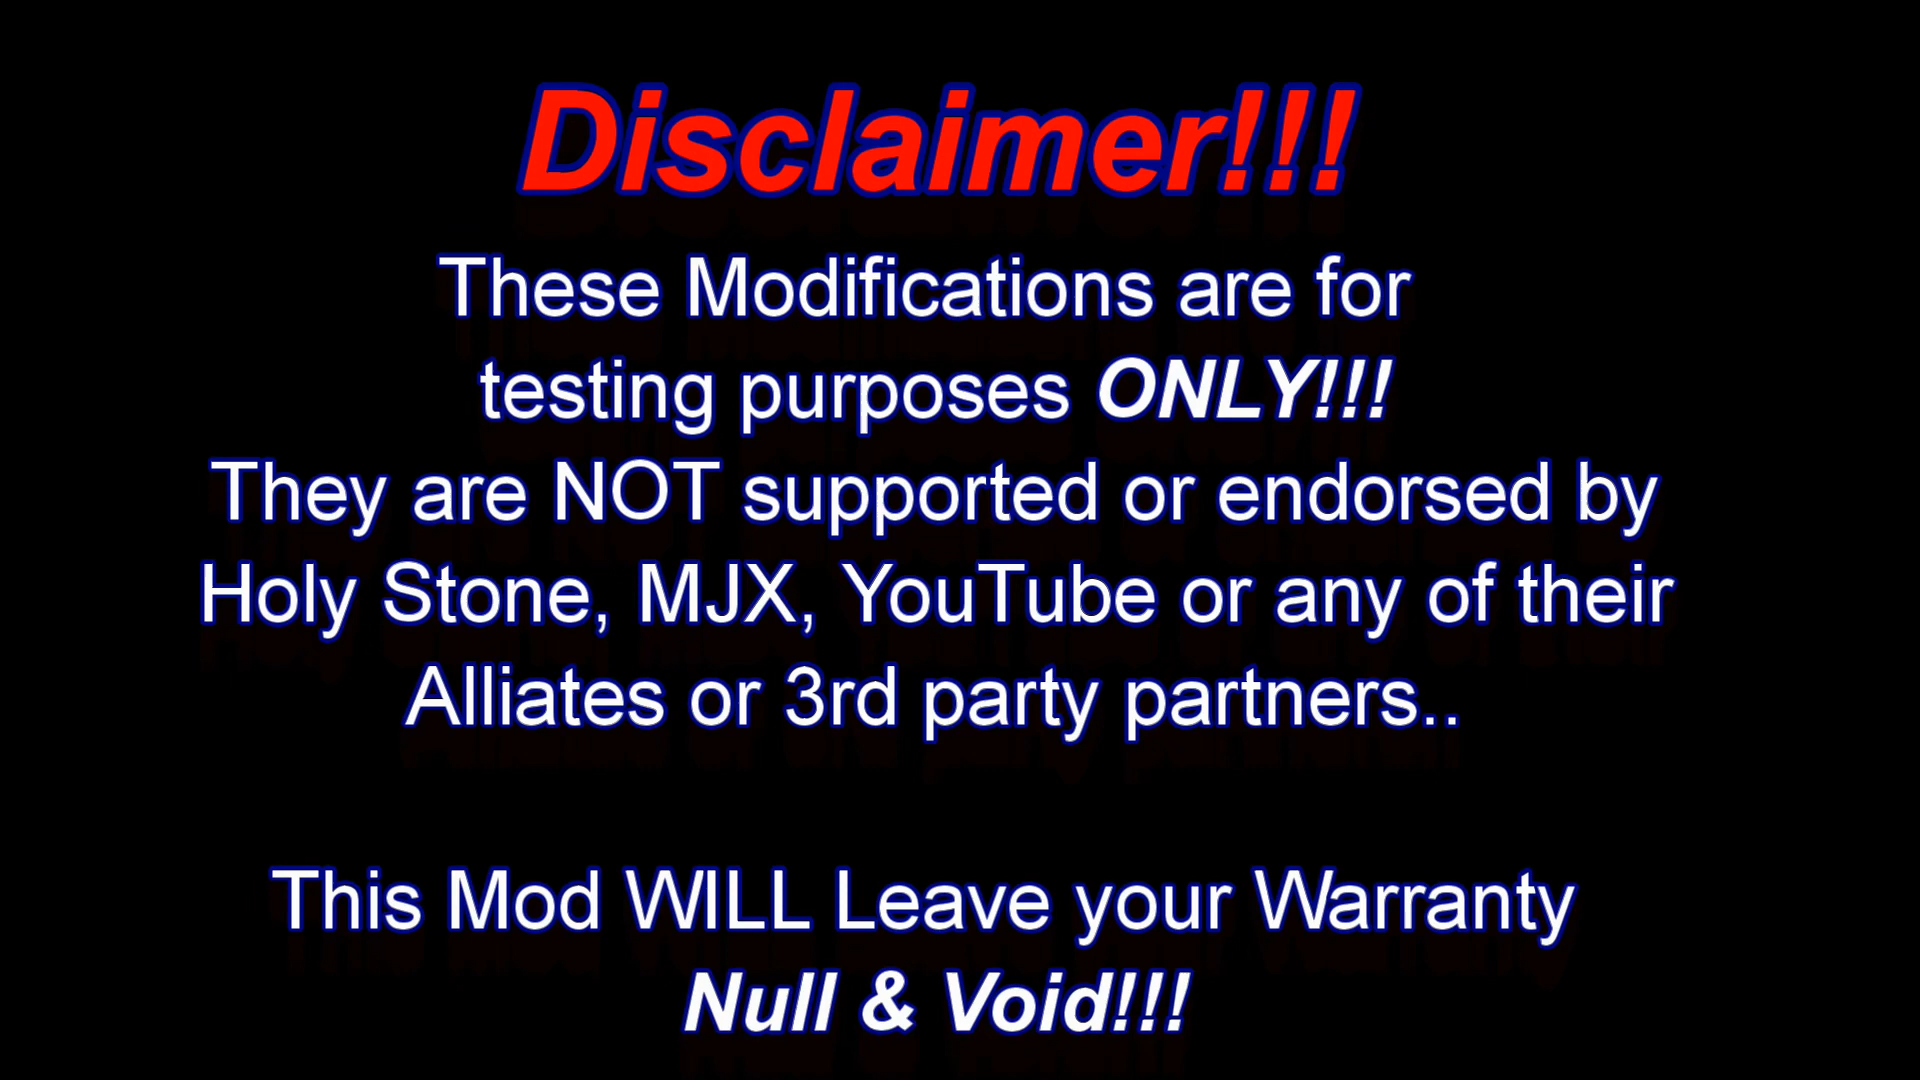 Disclaimer!!!
These Modifications are for
testing purposes ONLY!!!
They are NOT supported or endorsed by
Holy Stone, MJX, YouTube or any of their
Alliates or 3rd party partners..
This Mod WILL Leave your Warranty
Null & Void!!!